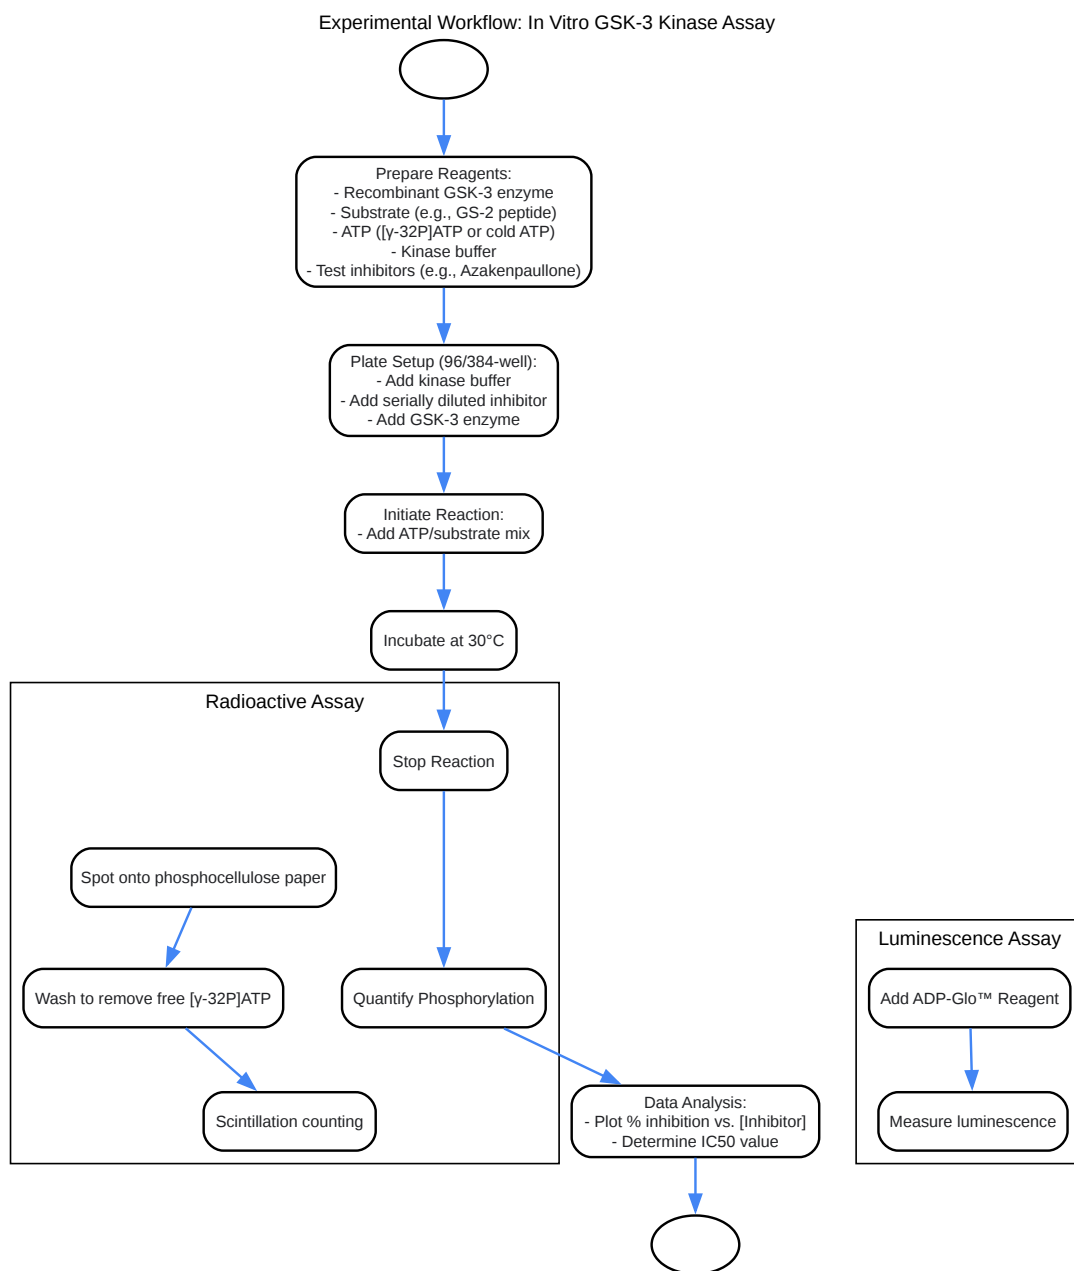 Experimental Workflow: In Vitro GSK-3 Kinase Assay
Prepare Reagents:
- Recombinant GSK-3 enzyme
- Substrate (e.g., GS-2 peptide)
- ATP ([γ-32P]ATP or cold ATP)
- Kinase buffer
- Test inhibitors (e.g., Azakenpaullone)
Plate Setup (96/384-well):
- Add kinase buffer
- Add serially diluted inhibitor
- Add GSK-3 enzyme
Initiate Reaction:
- Add ATP/substrate mix
Incubate at 30°C
Radioactive Assay
Stop Reaction
Spot onto phosphocellulose paper
Wash to remove free [γ-32P]ATP
Quantify Phosphorylation
Scintillation counting
Luminescence Assay
Add ADP-Glo™ Reagent
Measure luminescence
Data Analysis:
- Plot % inhibition vs. [Inhibitor]
- Determine IC50 value